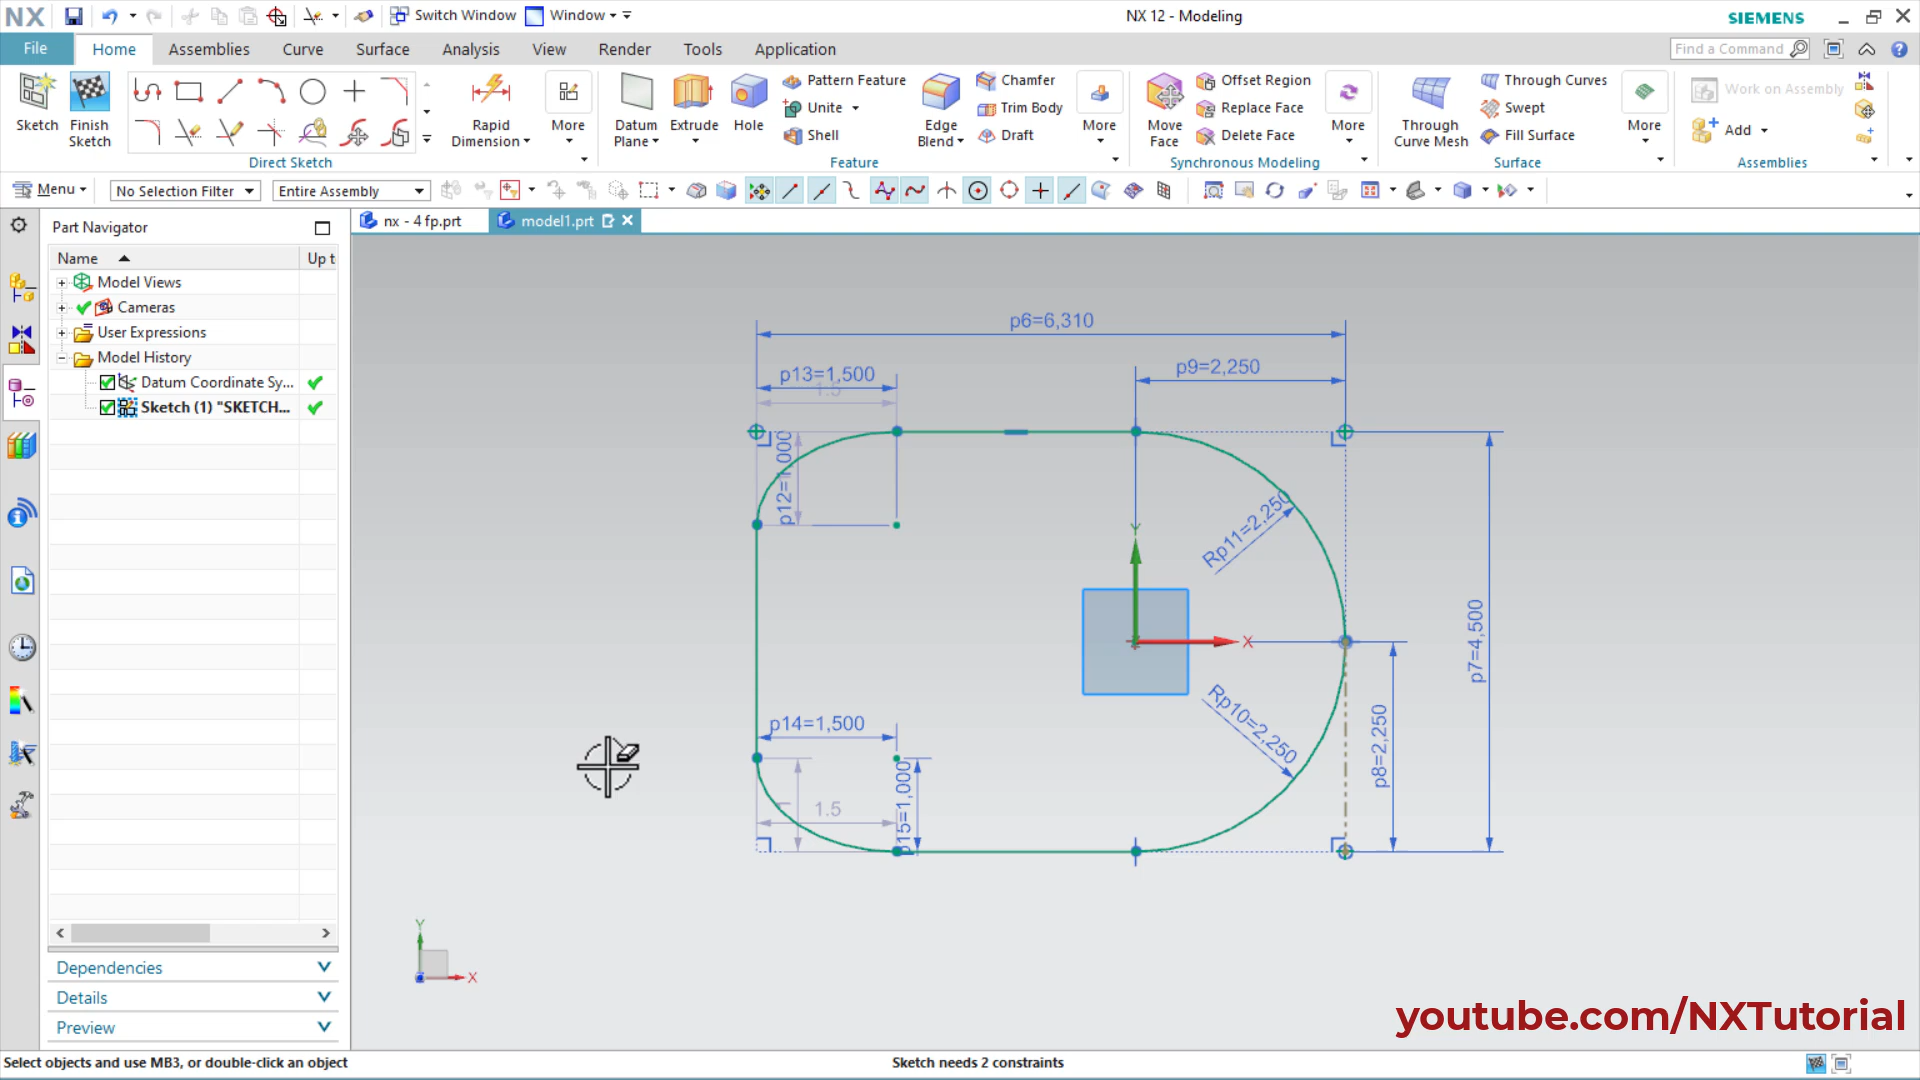 NX
Switch Window
Window
NX 12 - Modeling
SIEMENS
File
Home
Assemblies
Curve
Surface
Analysis
View
Render
Tools
Application
Find a Command
Sketch
Finish Sketch
Direct Sketch
Rapid Dimension
More
Datum Plane
Extrude
Hole
Pattern Feature
Unite
Shell
Edge Blend
Chamfer
Trim Body
Draft
More
Feature
Move Face
Offset Region
Replace Face
Delete Face
More
Synchronous Modeling
Through Curve Mesh
Through Curves
Swept
Fill Surface
More
Surface
Work on Assembly
Add
Assemblies
Menu
No Selection Filter
Entire Assembly
Part Navigator
nx - 4 fp.prt
model1.prt
Name
Up t
Model Views
Cameras
User Expressions
Model History
Datum Coordinate Sy...
Sketch (1) "SKETCH...
Dependencies
Details
Preview
p6=6,310
p13=1,500
1.5
p9=2,250
p12=1,000
Rp11=2,250
Y
X
p7=4,500
Rp10=2,250
p8=2,250
p14=1,500
p15=1,000
1.5
Y
X
youtube.com/NXTutorial
Select objects and use MB3, or double-click an object
Sketch needs 2 constraints